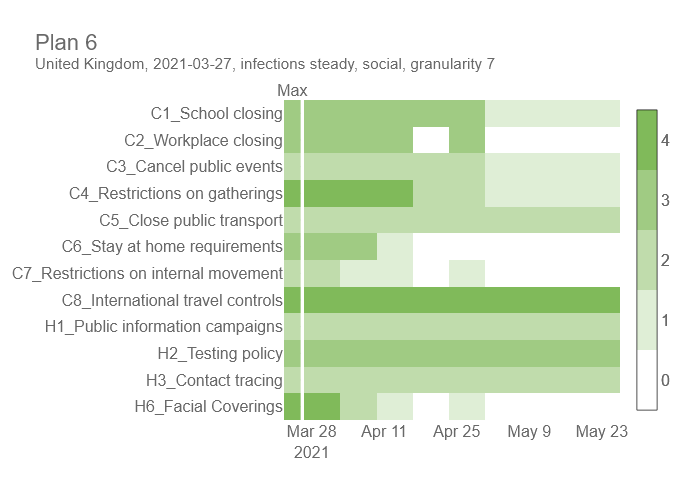 Plan 6
United Kingdom, 2021-03-27, infections steady, social, granularity 7
Max
C1_School closing
C2_Workplace closing
C3_Cancel public events
C4_Restrictions on gatherings
C5_Close public transport
C6_Stay at home requirements
C7_Restrictions on internal movement
C8_International travel controls
H1_Public information campaigns
H2_Testing policy
H3_Contact tracing
H6_Facial Coverings
4
3
2
1
0
Mar 28 Apr 11 Apr 25 May 9 May 23
2021